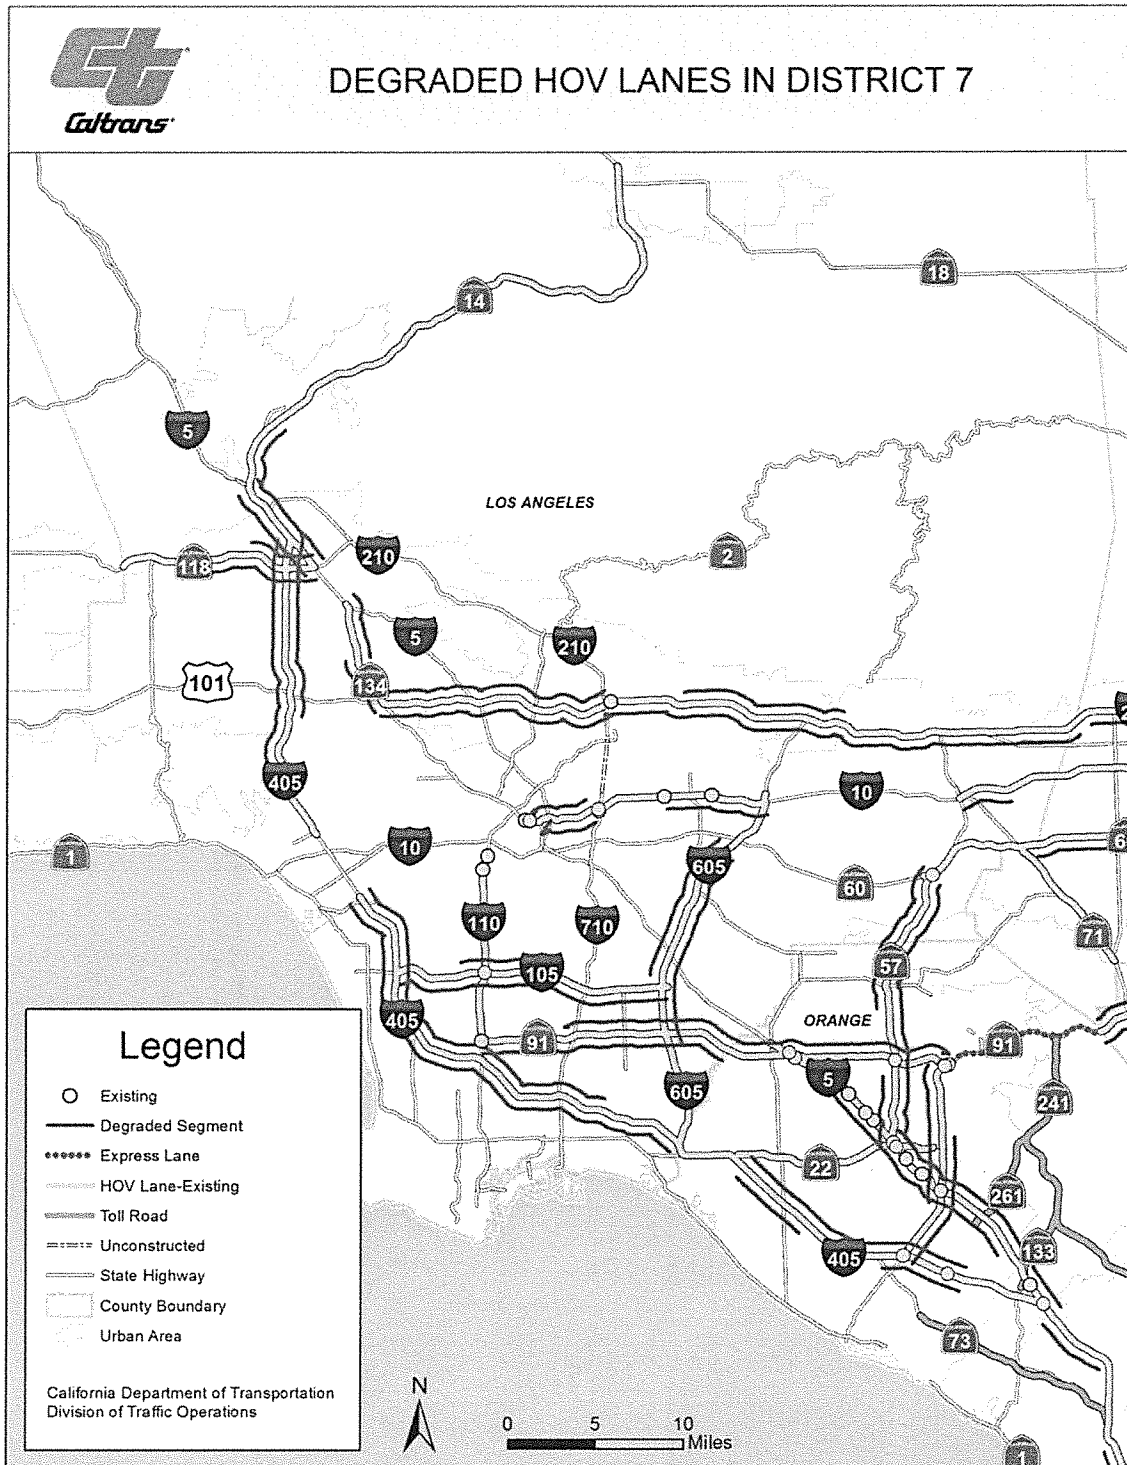 Caltrans
DEGRADED HOV LANES IN DISTRICT 7
14
18
5
LOS ANGELES
118
210
2
5
210
101
134
405
10
1
10
605
60
110
710
71
57
105
405
ORANGE
91
91
5
605
241
22
261
405
133
73
1
Legend
Existing
Degraded Segment
Express Lane
HOV Lane-Existing
Toll Road
Unconstructed
State Highway
County Boundary
Urban Area
California Department of Transportation
Division of Traffic Operations
N
0 5 10
Miles